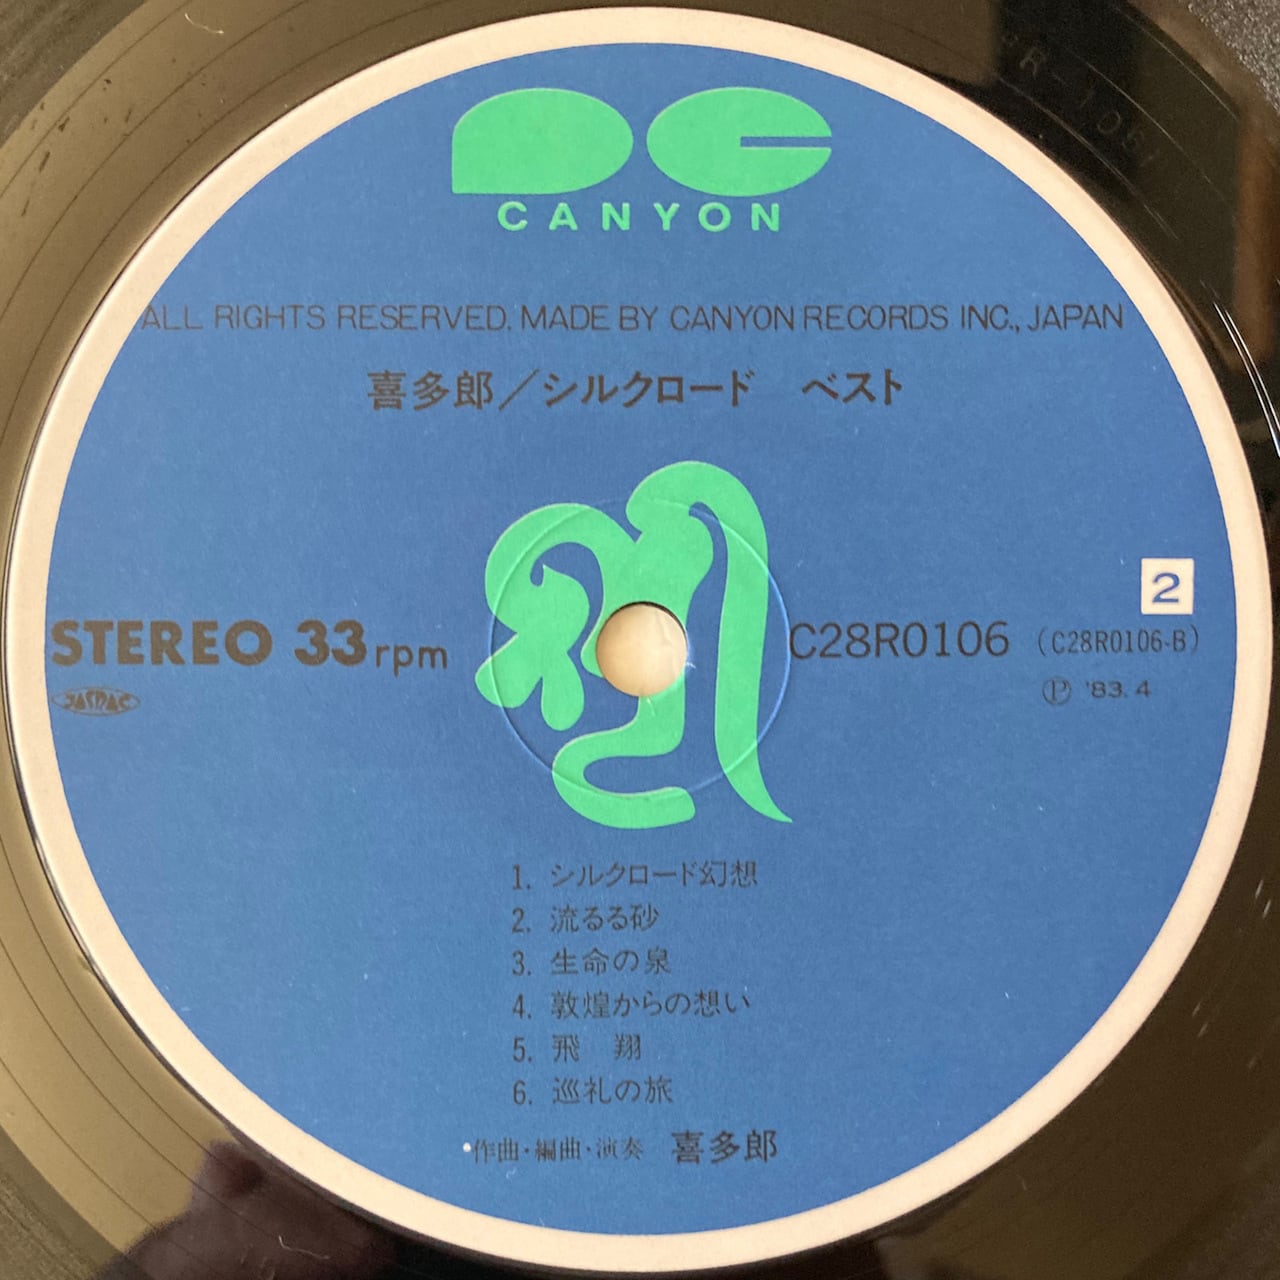 PC
CANYON
ALL RIGHTS RESERVED. MADE BY CANYON RECORDS INC., JAPAN
喜多郎/シルクロード ベスト
2
STEREO 33rpm
C28R0106 (C28R0106-B)
JASRAC
Ⓟ '83. 4
1. シルクロード幻想
2. 流るる砂
3. 生命の泉
4. 敦煌からの想い
5. 飛 翔
6. 巡礼の旅
・作曲・編曲・演奏 喜多郎